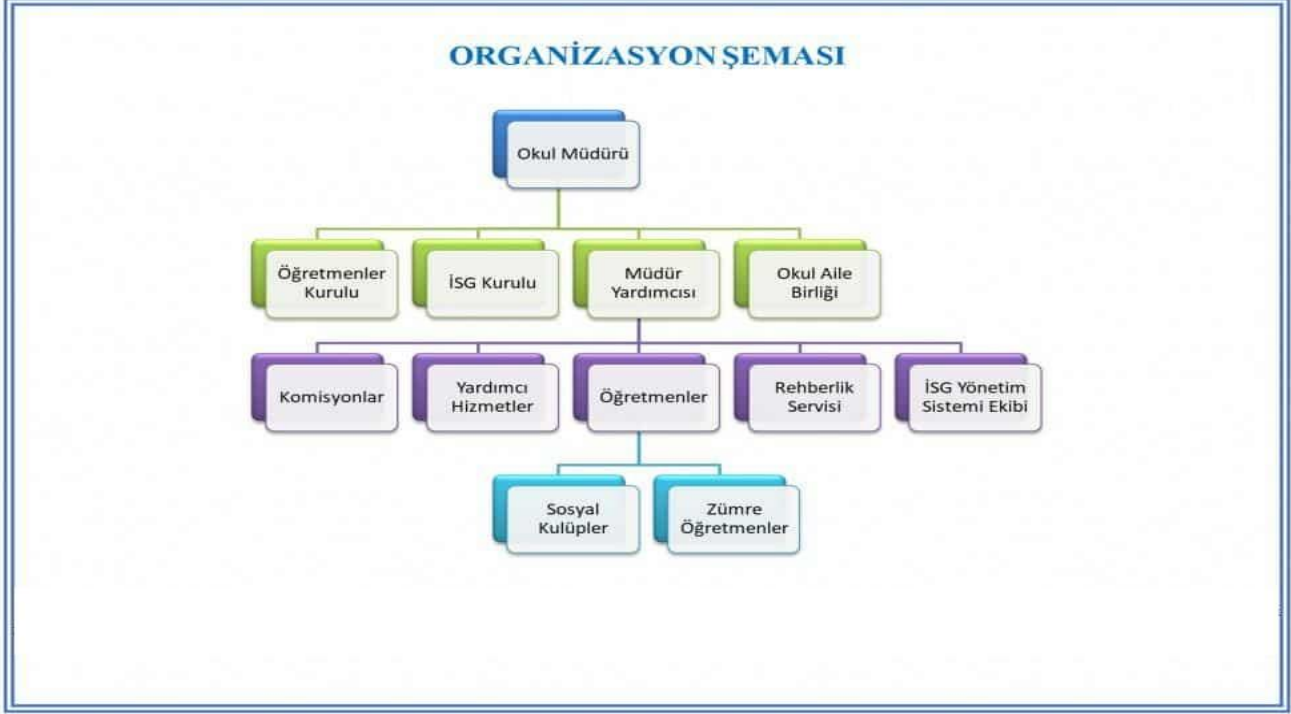 ORGANİZASYON ŞEMASI
Okul Müdürü
Öğretmenler
Kurulu
İSG Kurulu
Müdür
Yardımcısı
Okul Aile
Birliği
Komisyonlar
Yardımcı
Hizmetler
Öğretmenler
Rehberlik
Servisi
İSG Yönetim
Sistemi Ekibi
Sosyal
Kulüpler
Zümre
Öğretmenler